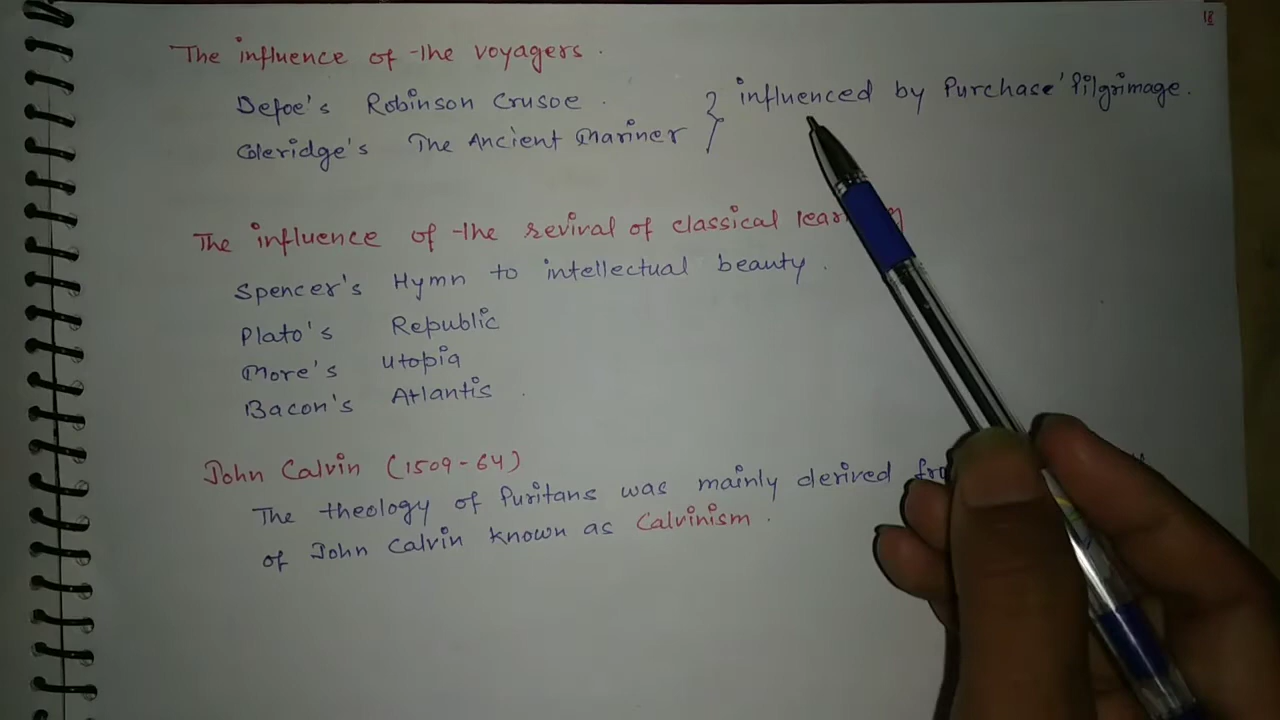 18
The influence of the voyagers.
Defoe's Robinson Crusoe.
Coleridge's The Ancient Mariner } influenced by Purchase' Pilgrimage.
The influence of the revival of classical
Spencer's Hymn to intellectual beauty.
Plato's Republic
More's Utopia
Bacon's Atlantis.
John Calvin (1509-64)
The theology of Puritans was mainly derived
of John Calvin known as Calvinism.